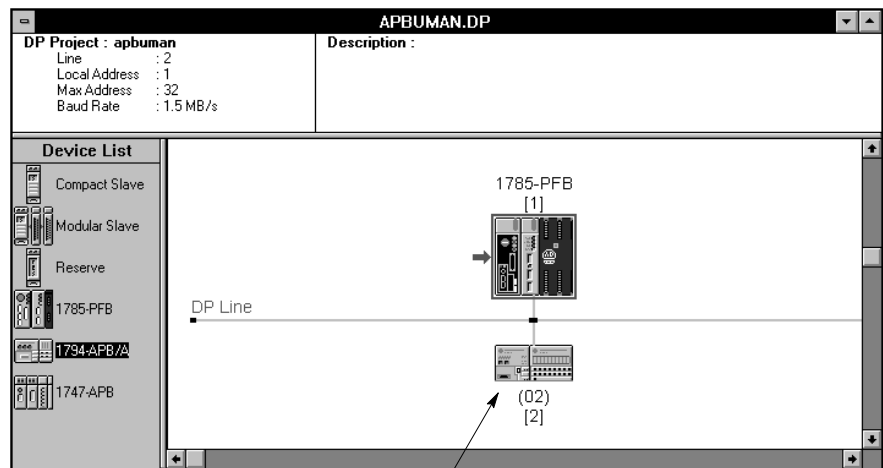 APBUMAN.DP
DP Project : apbuman
Line : 2
Local Address : 1
Max Address : 32
Baud Rate : 1.5 MB/s
Description :
Device List
Compact Slave
Modular Slave
Reserve
1785-PFB
1794-APB/A
1747-APB
1785-PFB
[1]
DP Line
(02)
[2]